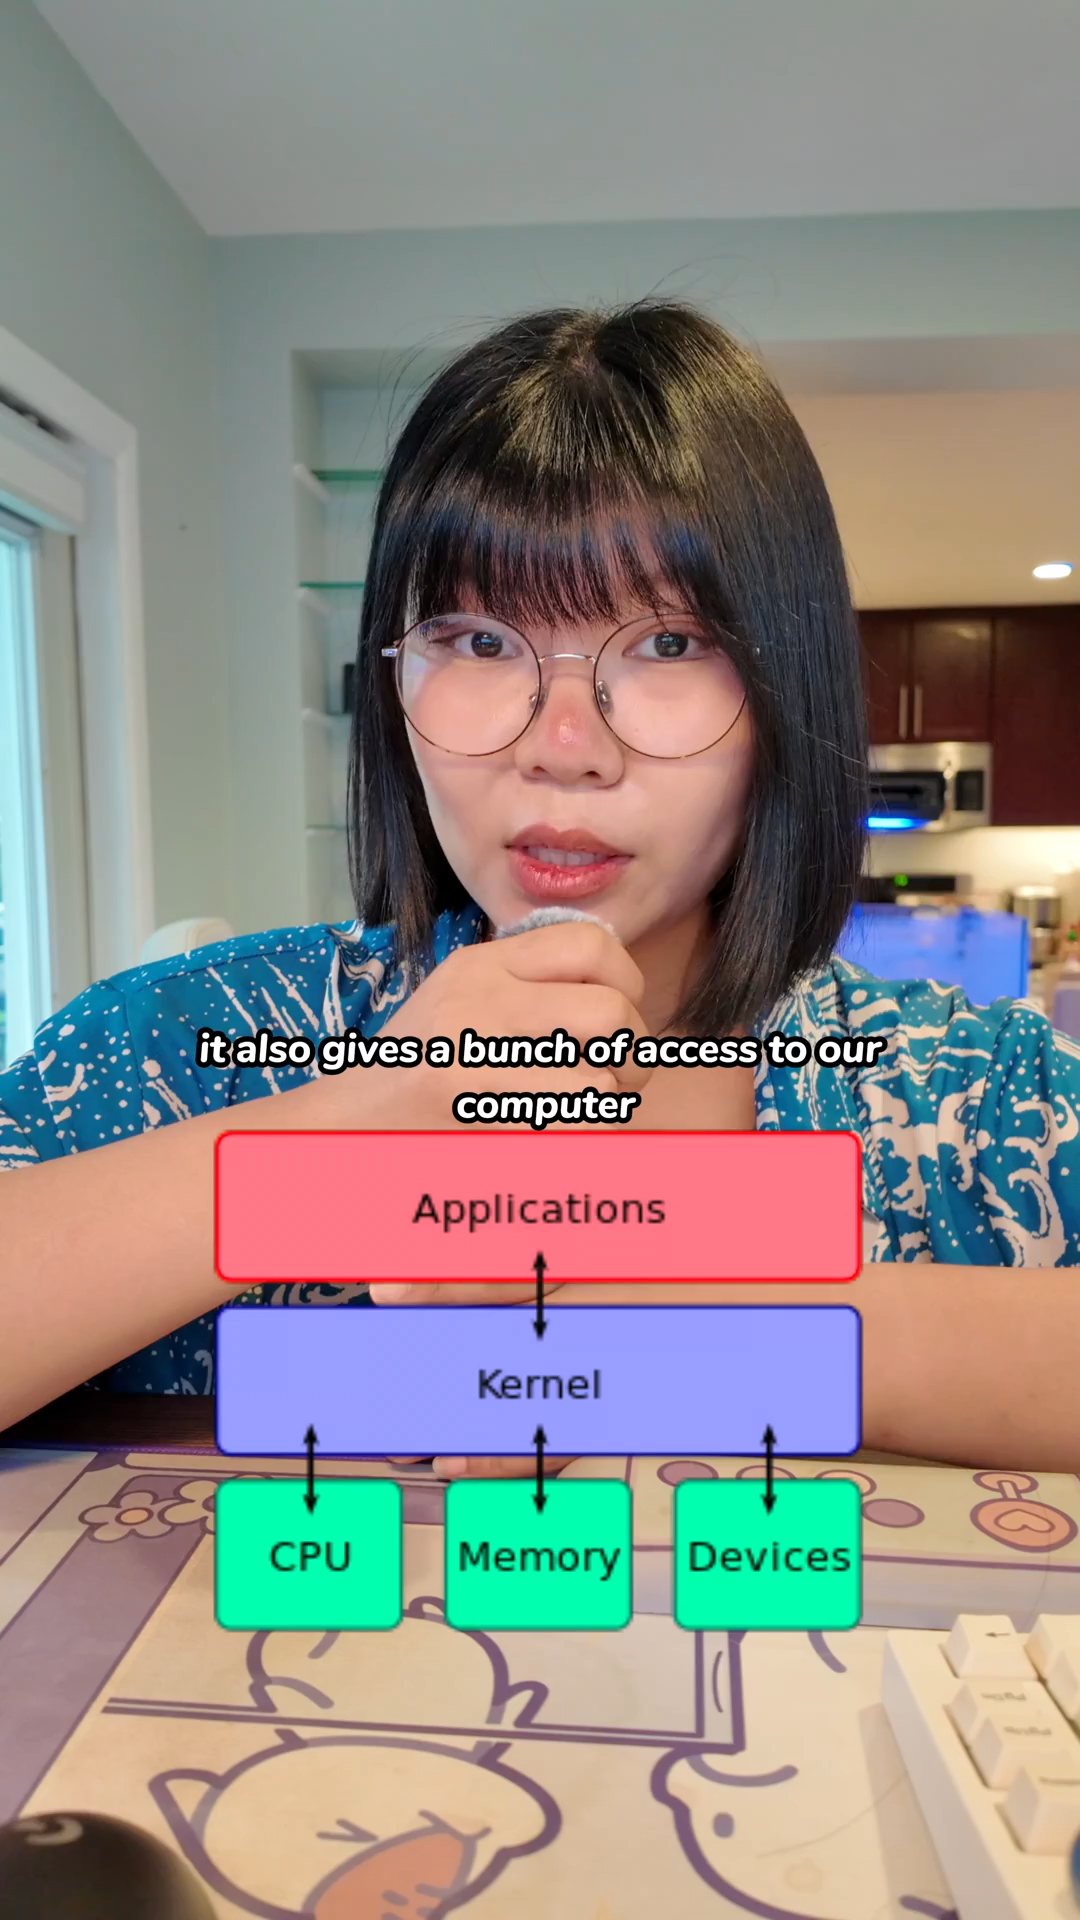 it also gives a bunch of access to our
computer
Applications
Kernel
CPU
Memory
Devices